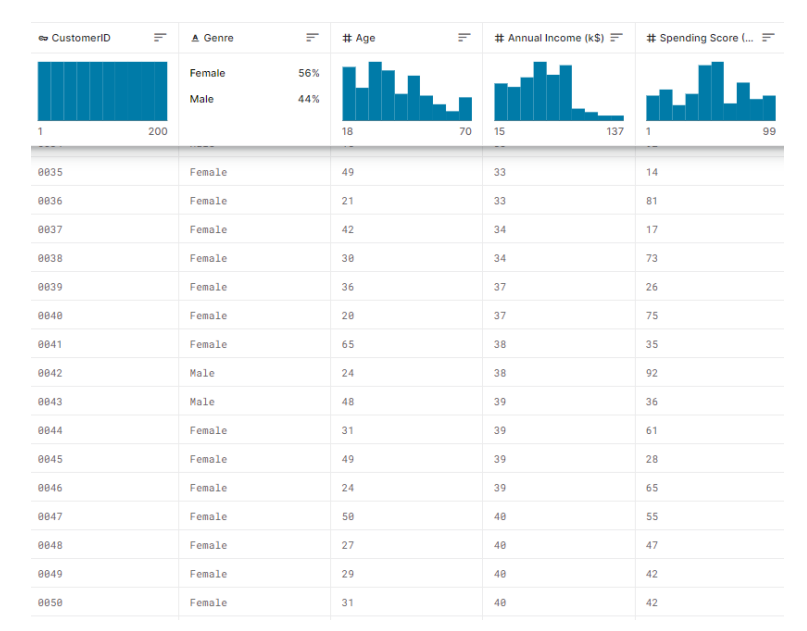 CustomerID Genre Age Annual Income (k$) Spending Score (...
Female 56%
Male 44%
1 200 18 70 15 137 1 99
0035 Female 49 33 14
0036 Female 21 33 81
0037 Female 42 34 17
0038 Female 30 34 73
0039 Female 36 37 26
0040 Female 20 37 75
0041 Female 65 38 35
0042 Male 24 38 92
0043 Male 48 39 36
0044 Female 31 39 61
0045 Female 49 39 28
0046 Female 24 39 65
0047 Female 50 40 55
0048 Female 27 40 47
0049 Female 29 40 42
0050 Female 31 40 42